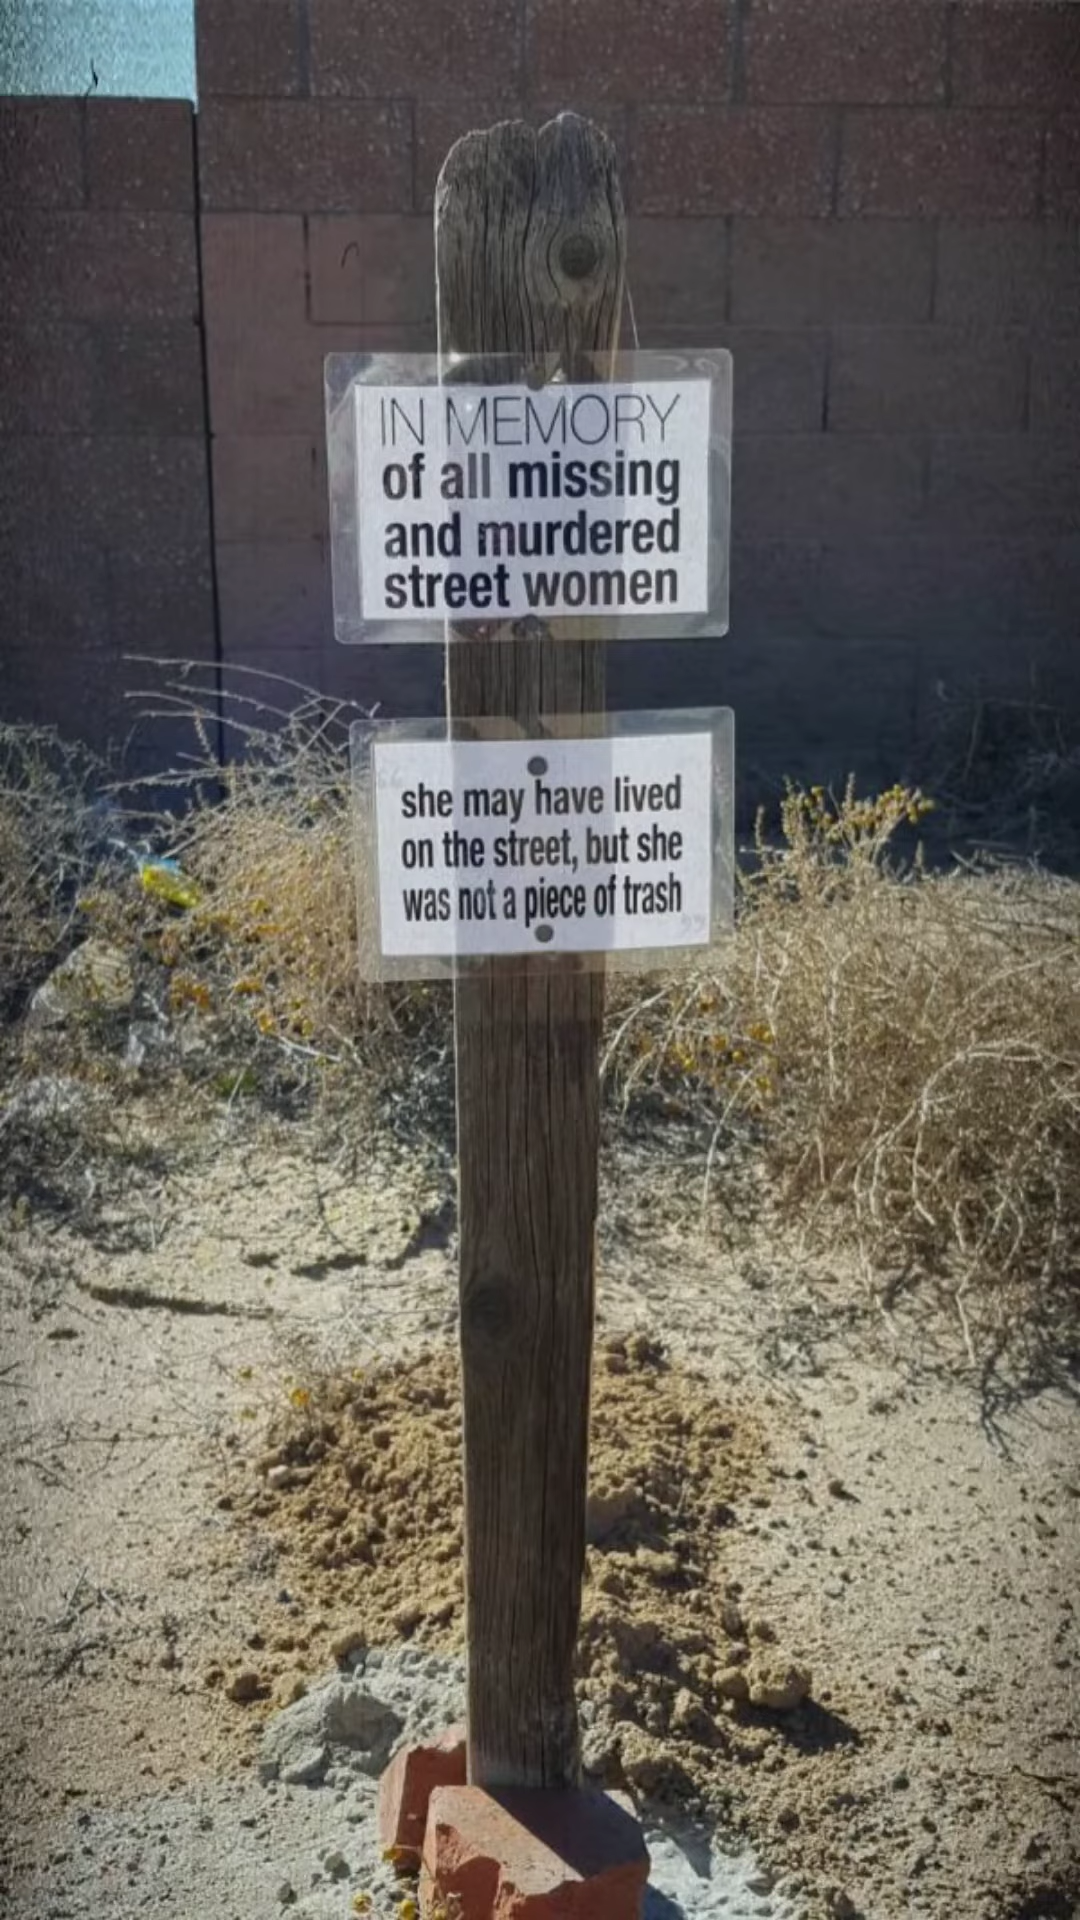 IN MEMORY
of all missing
and murdered
street women
she may have lived
on the street, but she
was not a piece of trash